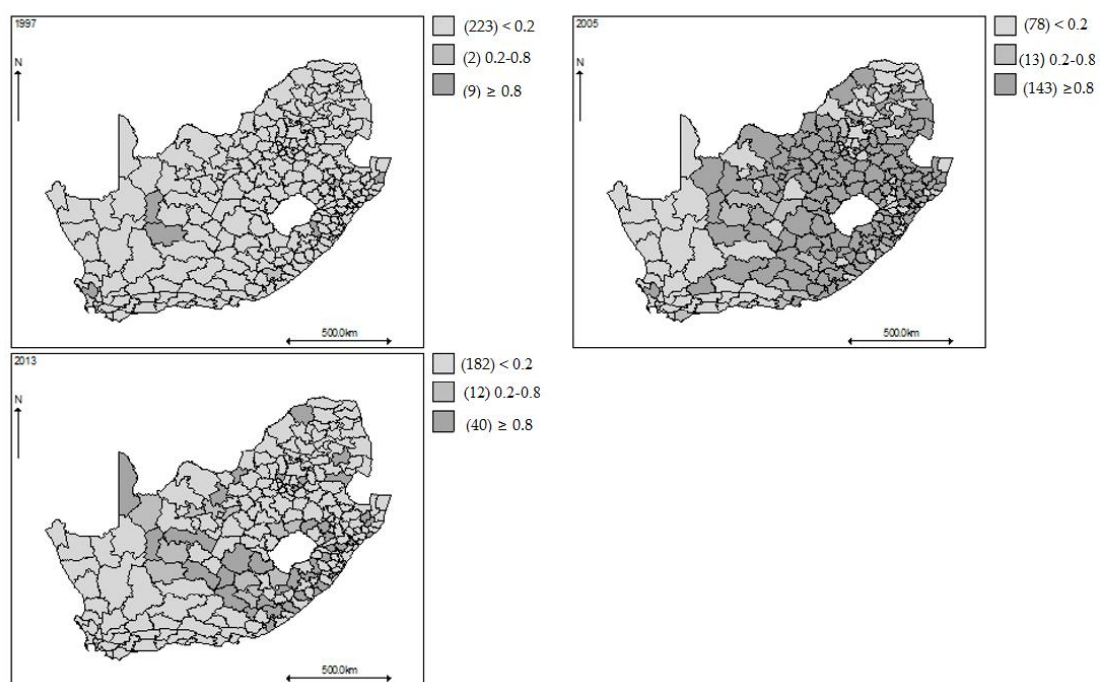 1997
N
500.0km
(223) < 0.2
(2) 0.2-0.8
(9) ≥ 0.8
2005
N
500.0km
(78) < 0.2
(13) 0.2-0.8
(143) ≥0.8
2013
N
500.0km
(182) < 0.2
(12) 0.2-0.8
(40) ≥ 0.8